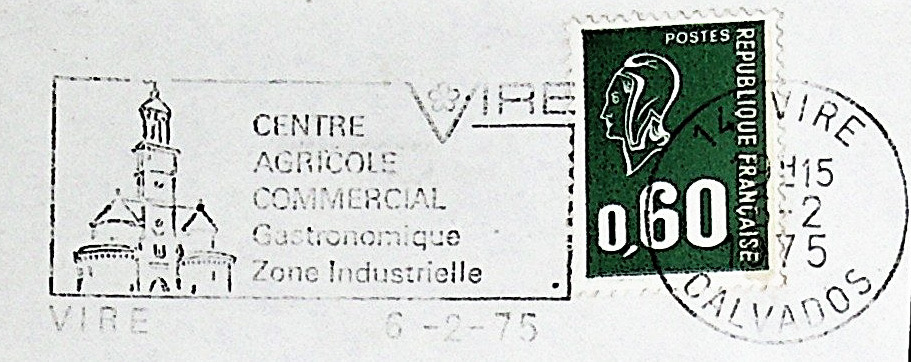 VIRE
CENTRE
AGRICOLE
COMMERCIAL
Gastronomique
Zone Industrielle
VIRE
6 -2-75
POSTES
REPUBLIQUE FRANÇAISE
0,60
14 VIRE
H15
-2
75
CALVADOS